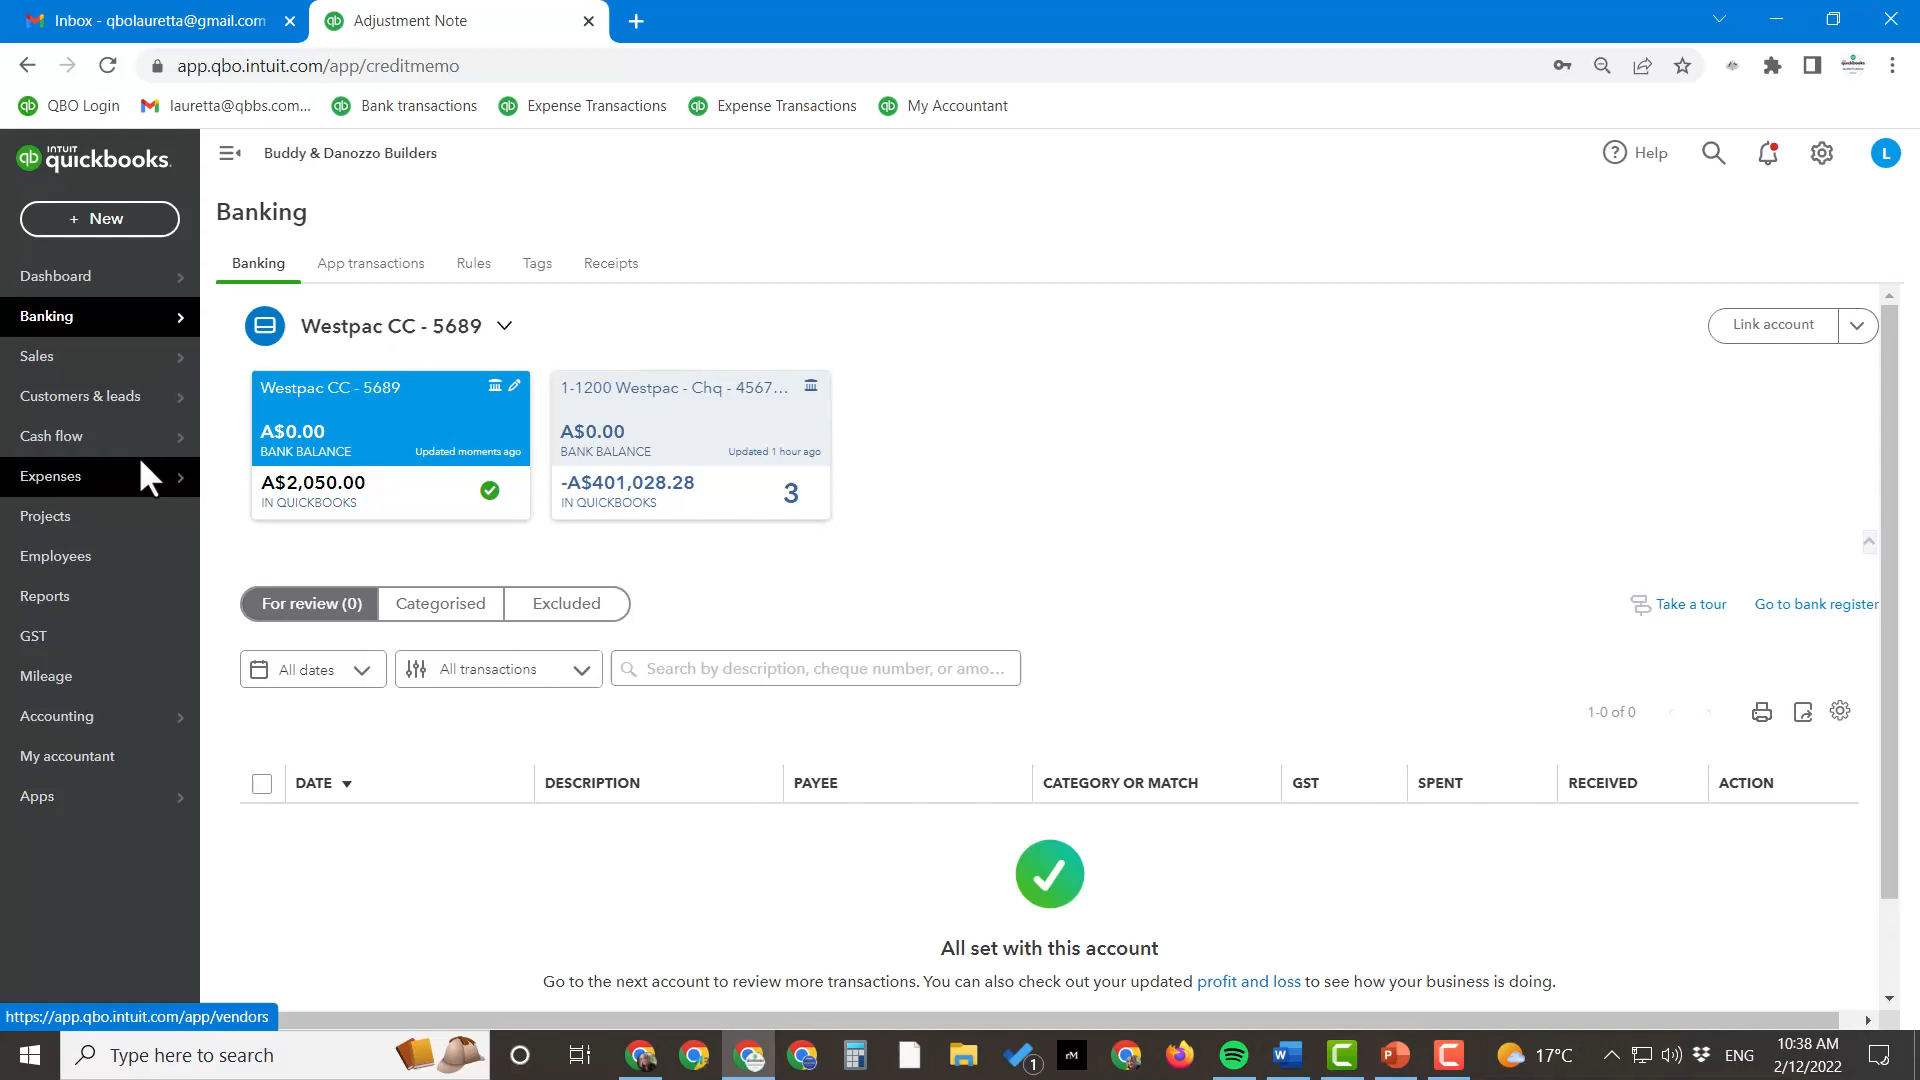 Inbox - qbolauretta@gmail.com
Adjustment Note
app.qbo.intuit.com/app/creditmemo
QBO Login
lauretta@qbbs.com...
Bank transactions
Expense Transactions
Expense Transactions
My Accountant
INTUIT
quickbooks.
Buddy & Danozzo Builders
Help
L
+ New
Dashboard
Banking
Sales
Customers & leads
Cash flow
Expenses
Projects
Employees
Reports
GST
Mileage
Accounting
My accountant
Apps
Banking
Banking
App transactions
Rules
Tags
Receipts
Westpac CC - 5689
Link account
Westpac CC - 5689
A$0.00
BANK BALANCE
Updated moments ago
A$2,050.00
IN QUICKBOOKS
1-1200 Westpac - Chq - 4567...
A$0.00
BANK BALANCE
Updated 1 hour ago
-A$401,028.28
IN QUICKBOOKS
3
For review (0)
Categorised
Excluded
Take a tour
Go to bank register
All dates
All transactions
Search by description, cheque number, or amo...
1-0 of 0
DATE
DESCRIPTION
PAYEE
CATEGORY OR MATCH
GST
SPENT
RECEIVED
ACTION
All set with this account
Go to the next account to review more transactions. You can also check out your updated profit and loss to see how your business is doing.
https://app.qbo.intuit.com/app/vendors
Type here to search
1
rM
17°C
ENG
10:38 AM
2/12/2022